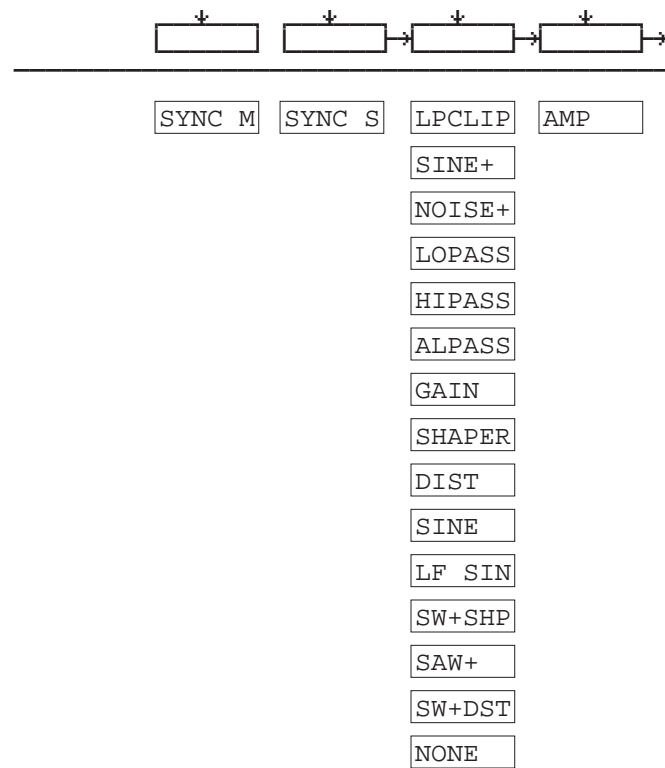 SYNC M SYNC S LPCLIP AMP
SINE+
NOISE+
LOPASS
HIPASS
ALPASS
GAIN
SHAPER
DIST
SINE
LF SIN
SW+SHP
SAW+
SW+DST
NONE